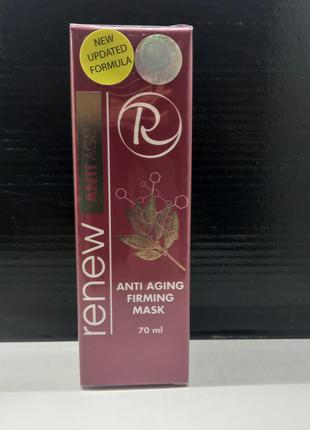 NEW
UPDATED
FORMULA
R
renew
ANTI AGE
ANTI AGING
FIRMING
MASK
70 ml